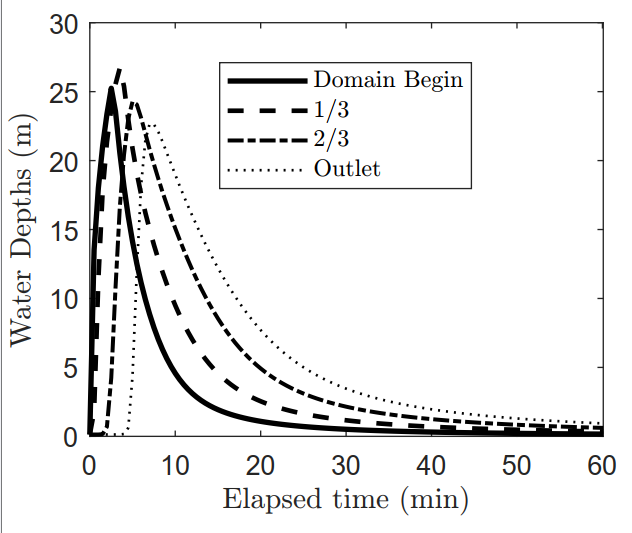 30
25
20
15
10
5
0
Water Depths (m)
Domain Begin
1/3
2/3
Outlet
0 10 20 30 40 50 60
Elapsed time (min)